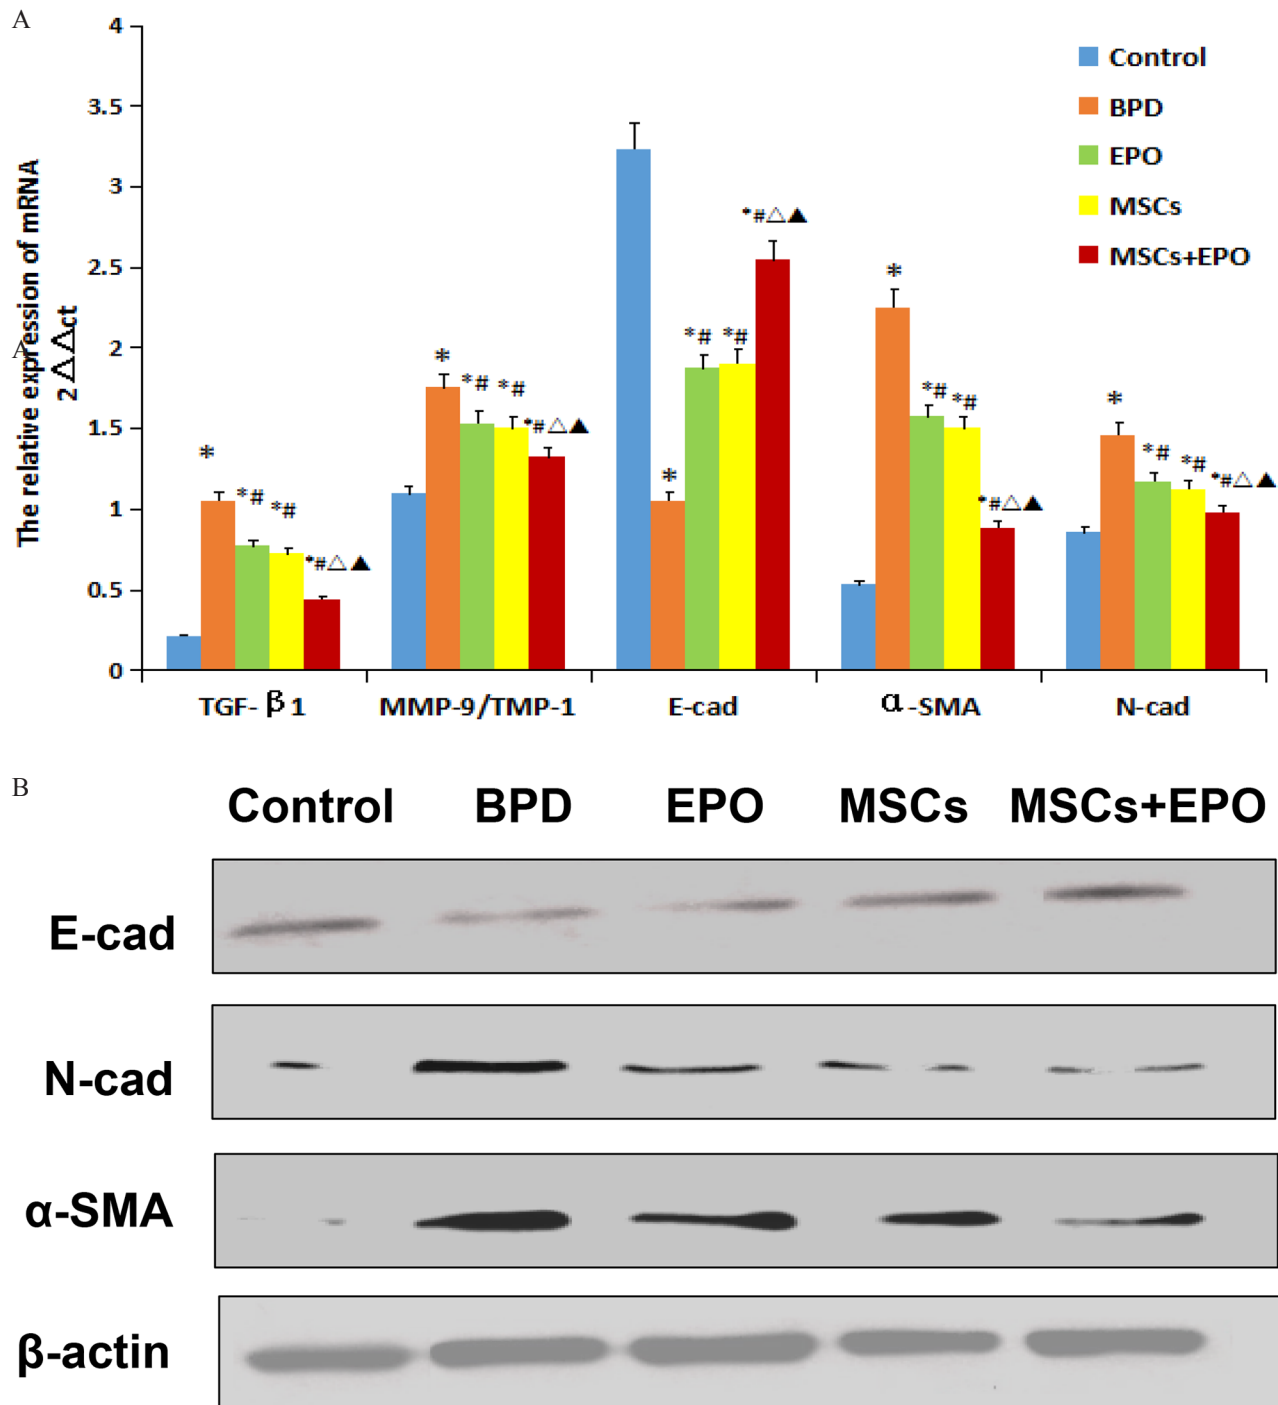 A
4
3.5
3
2.5
2
1.5
1
0.5
0
The relative expression of mRNA
2△△ct
A
Control
BPD
EPO
MSCs
MSCs+EPO
*
*#
*#
*#△▲
*
*#
*#
*#△▲
*
*#
*#
*#△▲
*
*#
*#
*#△▲
*
*#
*#
*#△▲
TGF-β1 MMP-9/TMP-1 E-cad α-SMA N-cad
B
Control BPD EPO MSCs MSCs+EPO
E-cad
N-cad
α-SMA
β-actin